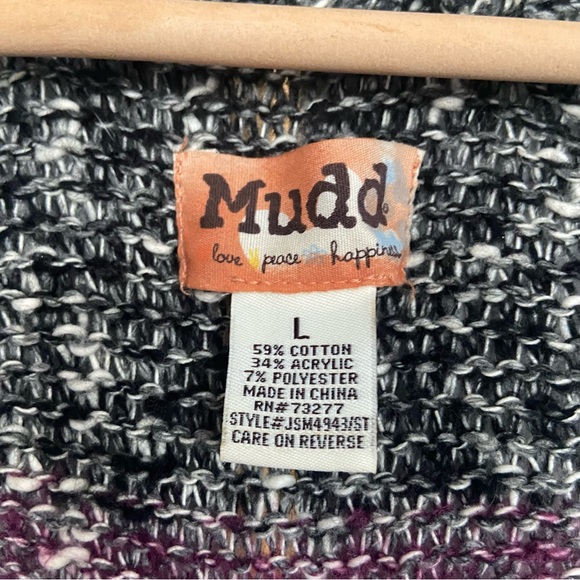 Mudd®
love peace happiness
L
59% COTTON
34% ACRYLIC
7% POLYESTER
MADE IN CHINA
RN#73277
STYLE#JSM4943/ST
CARE ON REVERSE